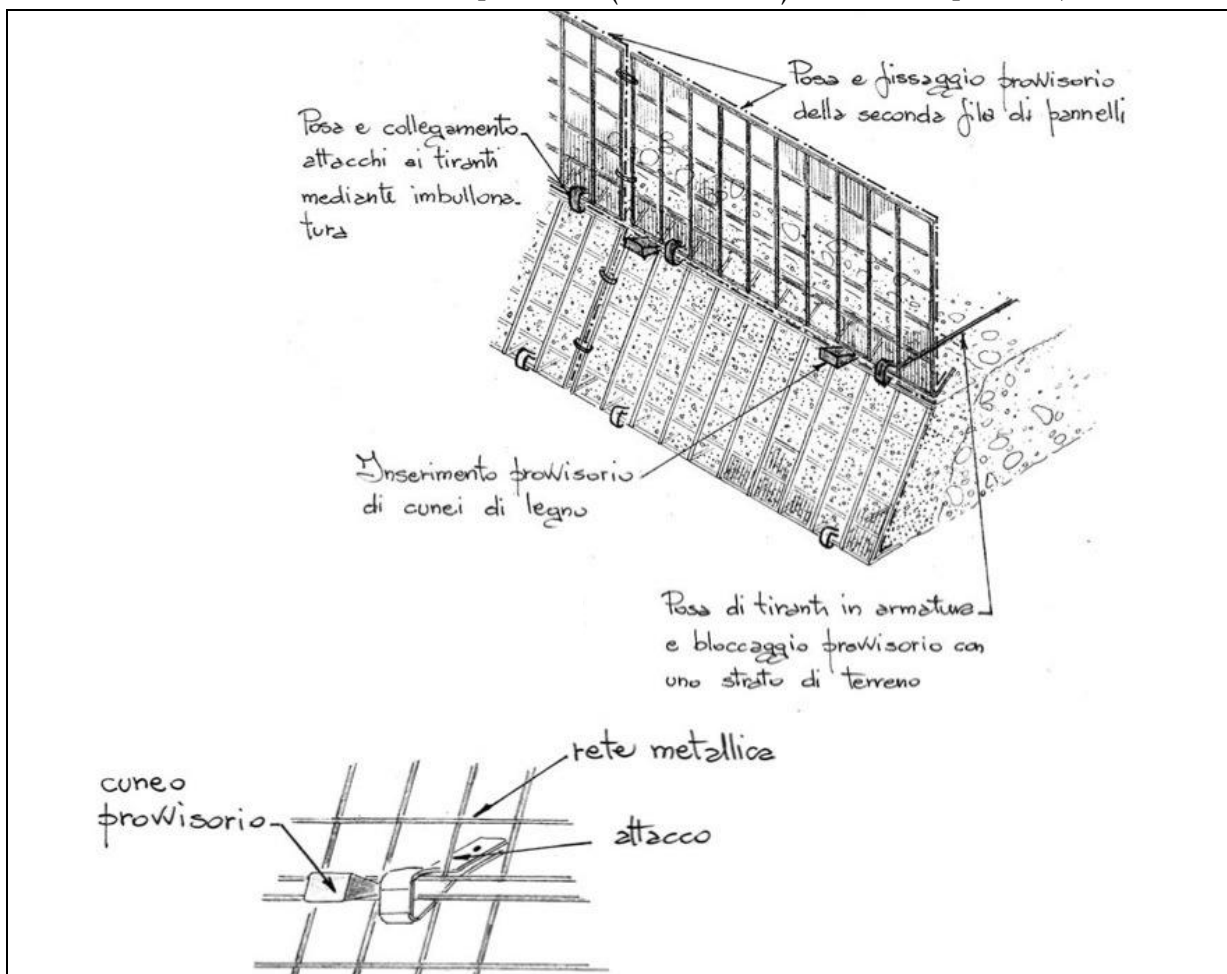 Posa e fissaggio provvisorio
della seconda fila di pannelli
Posa e collegamento
attacchi ai tiranti
mediante imbullona-
tura
Inserimento provvisorio
di cunei di legno
Posa di tiranti in armatura
e bloccaggio provvisorio con
uno strato di terreno
rete metallica
cuneo
provvisorio
attacco